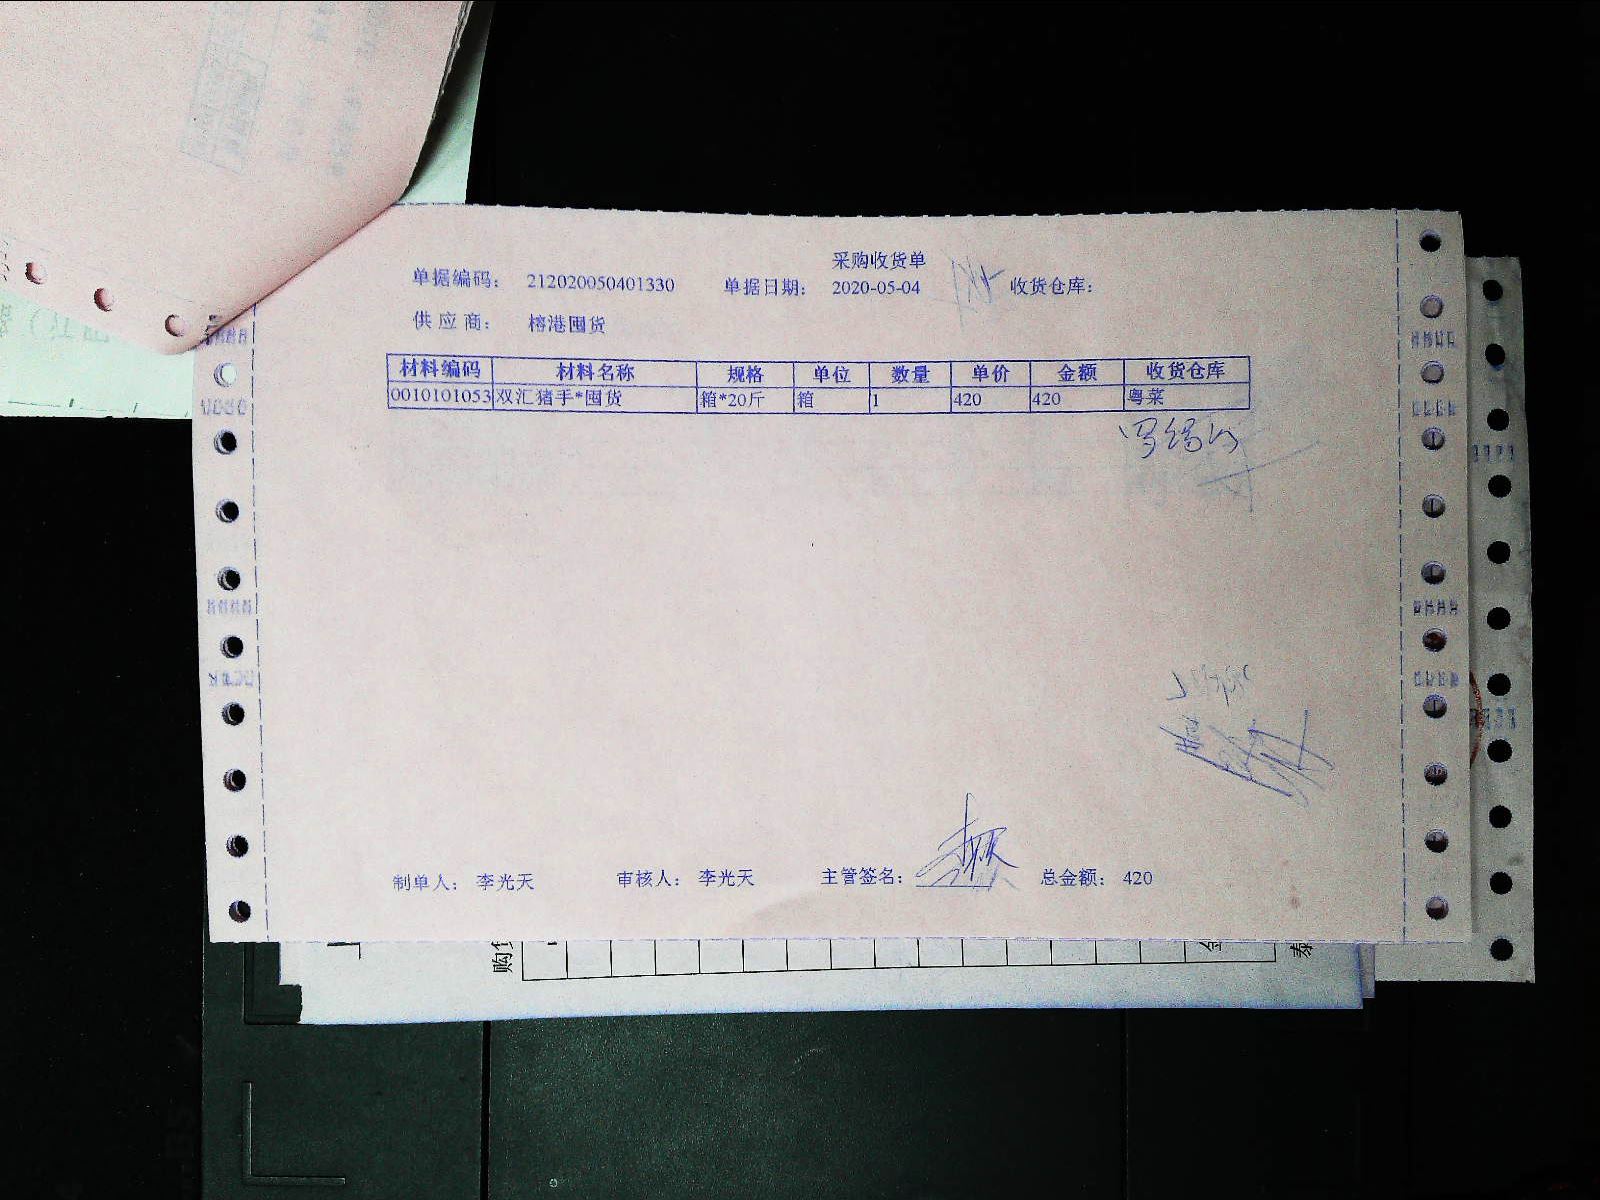 采购收货单
单据编码： 212020050401330 单据日期： 2020-05-04 收货仓库：
供应商： 榕港囤货
材料编码 材料名称 规格 单位 数量 单价 金额 收货仓库
0010101053 双汇猪手*囤货 箱*20斤 箱 1 420 420 粤菜
制单人： 李光天 审核人： 李光天 主管签名： 总金额： 420